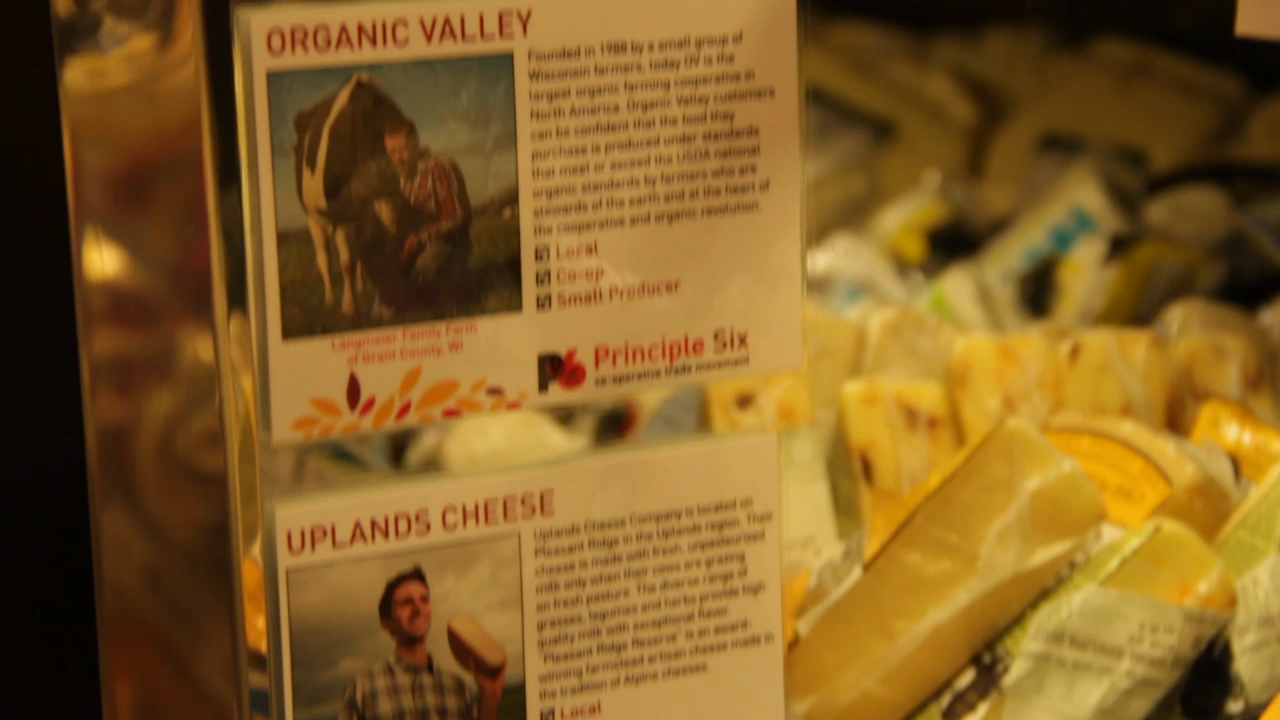 ORGANIC VALLEY
Founded in 1988 by a small group of
Wisconsin farmers, today OV is the
largest organic farming cooperative in
North America. Organic Valley customers
can be confident that the food they
purchase is produced under standards
that meet or exceed the USDA national
organic standards by farmers who are
stewards of the earth and at the heart of
the cooperative and organic revolution.
Local
Co-op
Small Producer
Langmeier Family Farm
of Grant County, WI
P6 Principle Six
co-operative trade movement
UPLANDS CHEESE
Uplands Cheese Company is located on
Pleasant Ridge in the Uplands region. Their
cheese is made with fresh, unpasteurized
milk only when their cows are grazing
on fresh pasture. The diverse range of
grasses, legumes and herbs provide high
quality milk with exceptional flavor.
"Pleasant Ridge Reserve" is an award-
winning farmstead artisan cheese made in
the tradition of Alpine cheeses.
Local